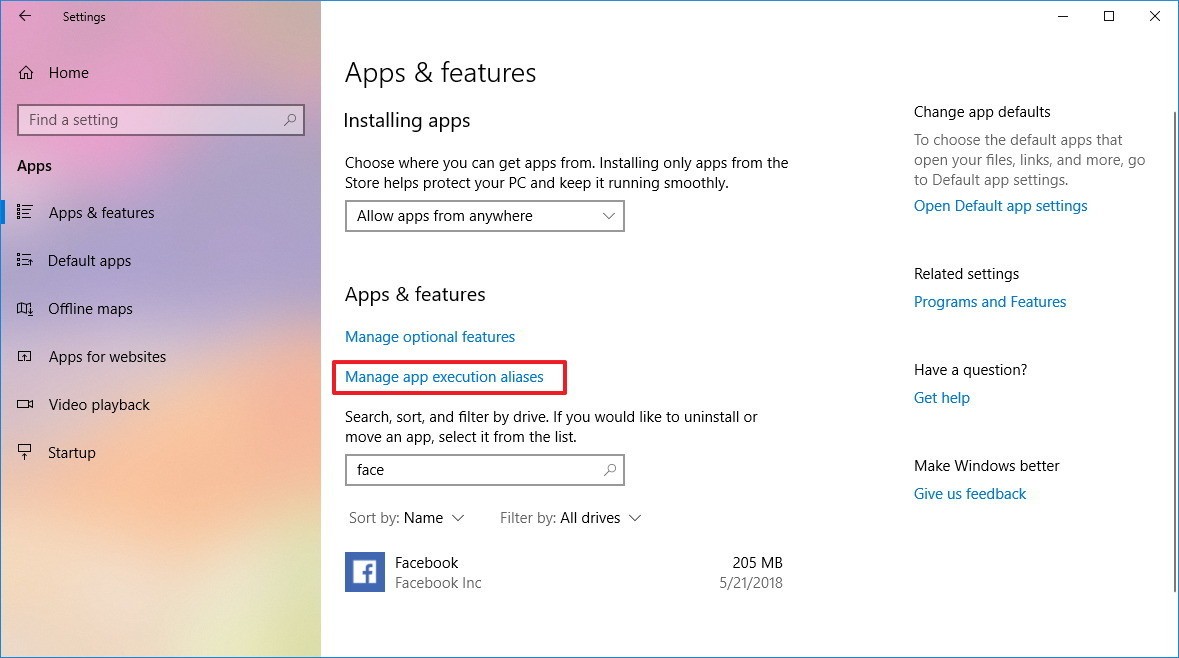 Settings
Home
Find a setting
Apps
Apps & features
Default apps
Offline maps
Apps for websites
Video playback
Startup
Apps & features
Installing apps
Choose where you can get apps from. Installing only apps from the
Store helps protect your PC and keep it running smoothly.
Allow apps from anywhere
Apps & features
Manage optional features
Manage app execution aliases
Search, sort, and filter by drive. If you would like to uninstall or
move an app, select it from the list.
face
Sort by: Name Filter by: All drives
Facebook 205 MB
Facebook Inc 5/21/2018
Change app defaults
To choose the default apps that
open your files, links, and more, go
to Default app settings.
Open Default app settings
Related settings
Programs and Features
Have a question?
Get help
Make Windows better
Give us feedback